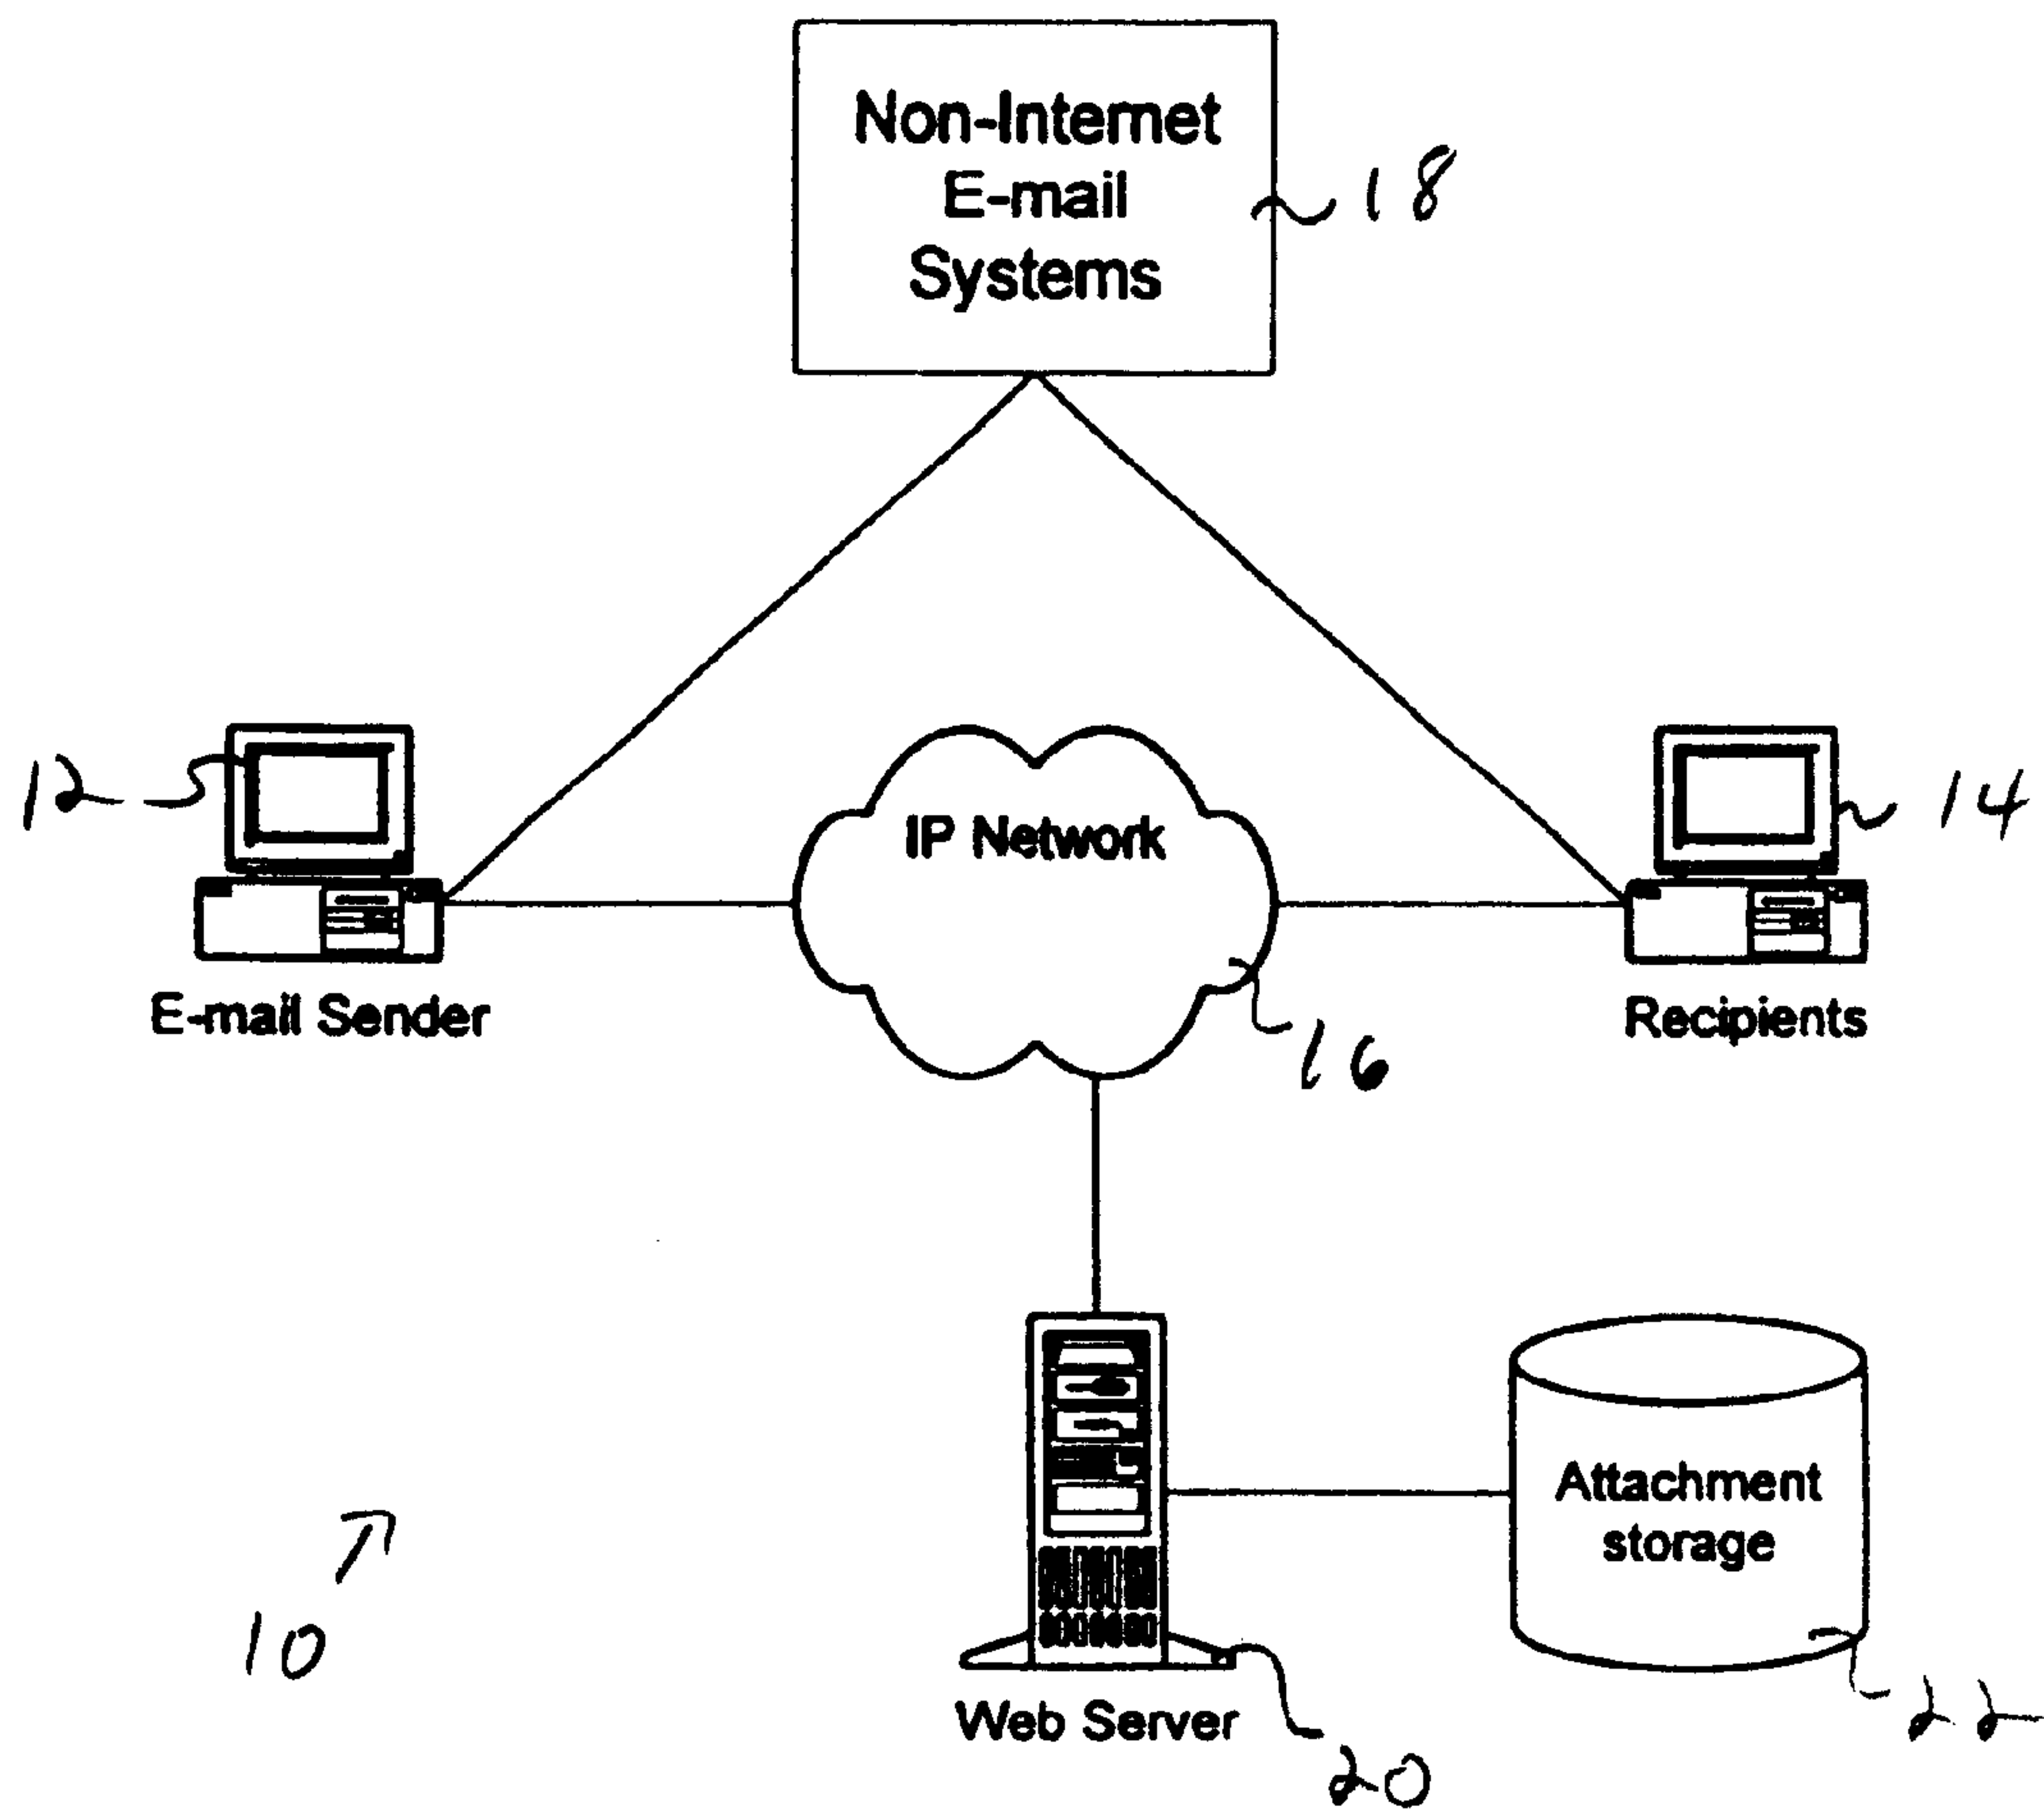 Non-Internet
E-mail
Systems
18
12
IP Network
14
E-mail Sender
16
Recipients
Attachment
storage
10
Web Server
20
22